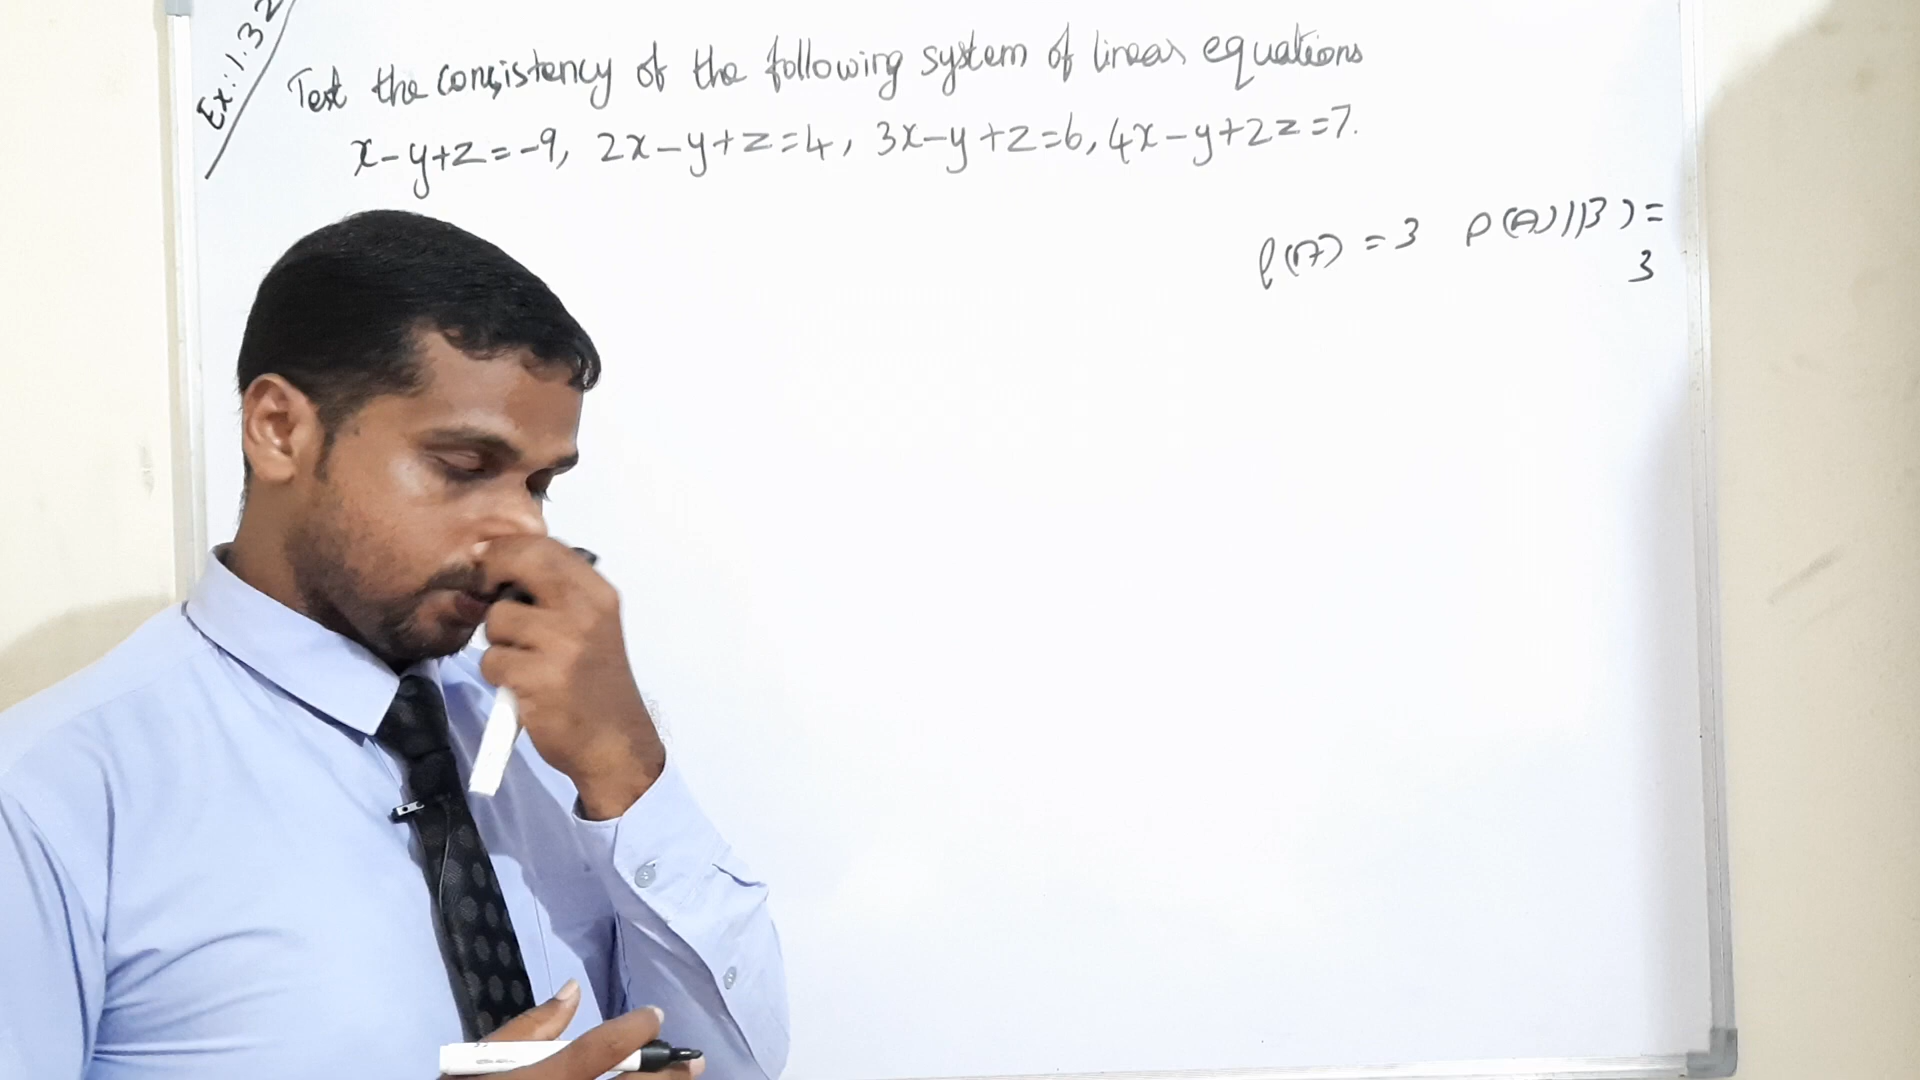 Ex:1.32
Test the consistency of the following system of linear equations
x-y+z=-9, 2x-y+z=4, 3x-y+z=6, 4x-y+2z=7.
ρ(A) = 3 ρ(A)|B) =
3